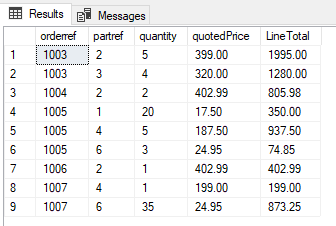 Results Messages
orderref partref quantity quotedPrice LineTotal
1 1003 2 5 399.00 1995.00
2 1003 3 4 320.00 1280.00
3 1004 2 2 402.99 805.98
4 1005 1 20 17.50 350.00
5 1005 4 5 187.50 937.50
6 1005 6 3 24.95 74.85
7 1006 2 1 402.99 402.99
8 1007 4 1 199.00 199.00
9 1007 6 35 24.95 873.25